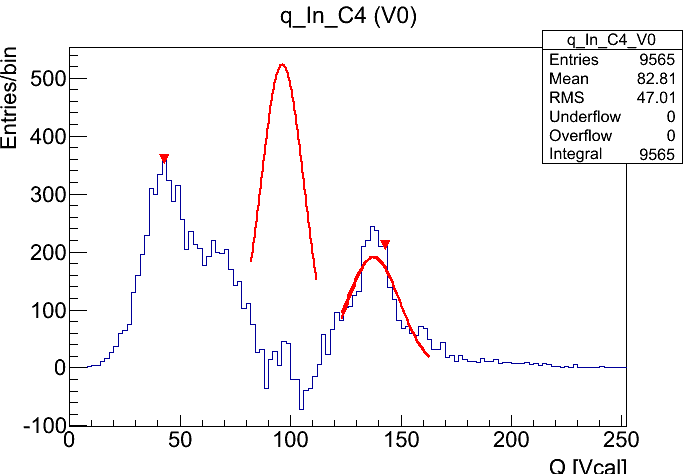 q_In_C4 (V0)
q_In_C4_V0
Entries 9565
Mean 82.81
RMS 47.01
Underflow 0
Overflow 0
Integral 9565
Entries/bin
500
400
300
200
100
0
-100
0 50 100 150 200 250
Q [Vcal]